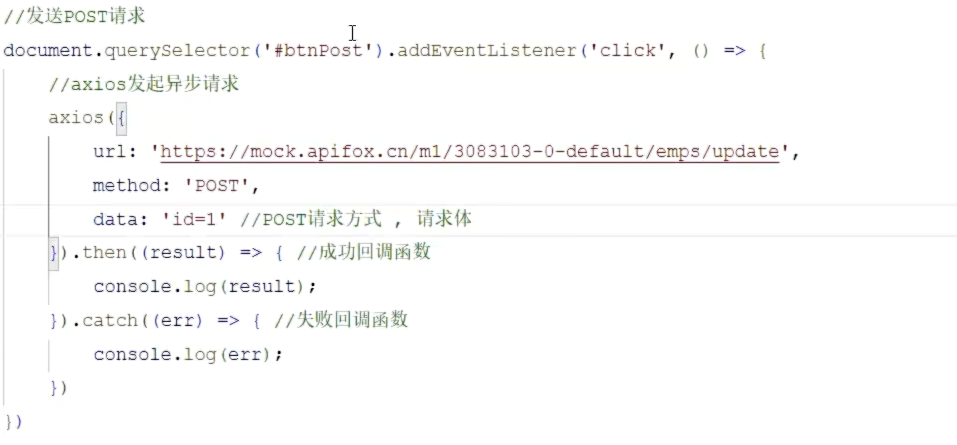 //发送POST请求
document.querySelector('#btnPost').addEventListener('click', () => {
//axios发起异步请求
axios({
url: 'https://mock.apifox.cn/m1/3083103-0-default/emps/update',
method: 'POST',
data: 'id=1' //POST请求方式 , 请求体
}).then((result) => { //成功回调函数
console.log(result);
}).catch((err) => { //失败回调函数
console.log(err);
})
})